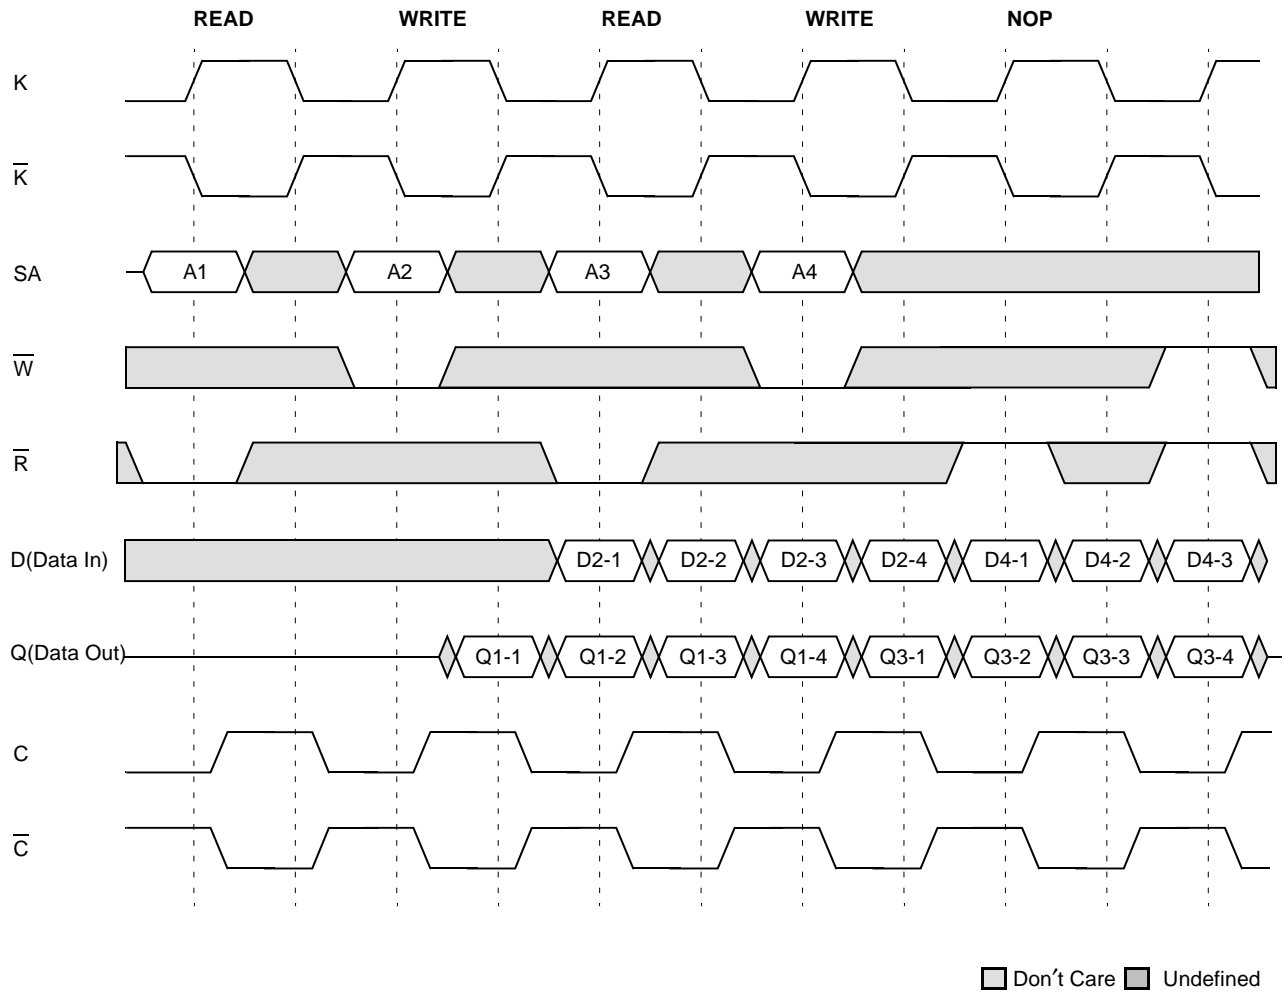 READ WRITE READ WRITE NOP
K
K̅
SA A1 A2 A3 A4
W̅
R̅
D(Data In) D2-1 D2-2 D2-3 D2-4 D4-1 D4-2 D4-3
Q(Data Out) Q1-1 Q1-2 Q1-3 Q1-4 Q3-1 Q3-2 Q3-3 Q3-4
C
C̅
Don′t Care Undefined